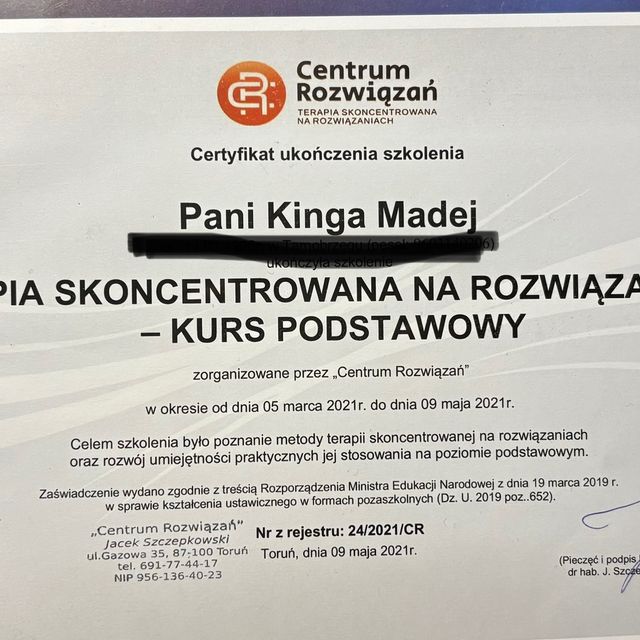 Centrum
Rozwiązań
TERAPIA SKONCENTROWANA
NA ROZWIĄZANIACH
Certyfikat ukończenia szkolenia
Pani Kinga Madej
ukończyła szkolenie
PIA SKONCENTROWANA NA ROZWIĄZA
– KURS PODSTAWOWY
zorganizowane przez „Centrum Rozwiązań”
w okresie od dnia 05 marca 2021r. do dnia 09 maja 2021r.
Celem szkolenia było poznanie metody terapii skoncentrowanej na rozwiązaniach
oraz rozwój umiejętności praktycznych jej stosowania na poziomie podstawowym.
Zaświadczenie wydano zgodnie z treścią Rozporządzenia Ministra Edukacji Narodowej z dnia 19 marca 2019 r.
w sprawie kształcenia ustawicznego w formach pozaszkolnych (Dz. U. 2019 poz..652).
„Centrum Rozwiązań”
Jacek Szczepkowski
ul.Gazowa 35, 87-100 Toruń
tel. 691-77-44-17
NIP 956-136-40-23
Nr z rejestru: 24/2021/CR
Toruń, dnia 09 maja 2021r.
(Pieczęć i podpis
dr hab. J. Szcze